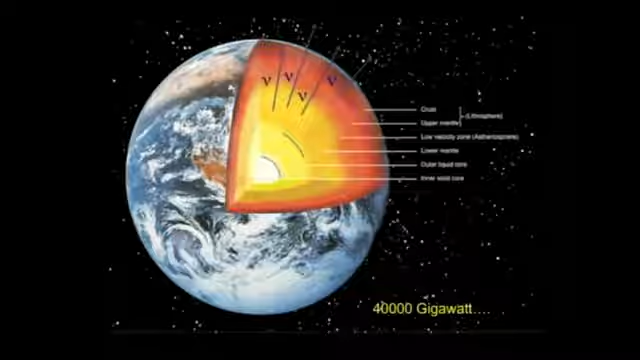 ν ν ν ν
Crust
(Lithosphere)
Upper mantle
Low velocity zone (Asthenosphere)
Lower mantle
Outer liquid core
Inner solid core
40000 Gigawatt....